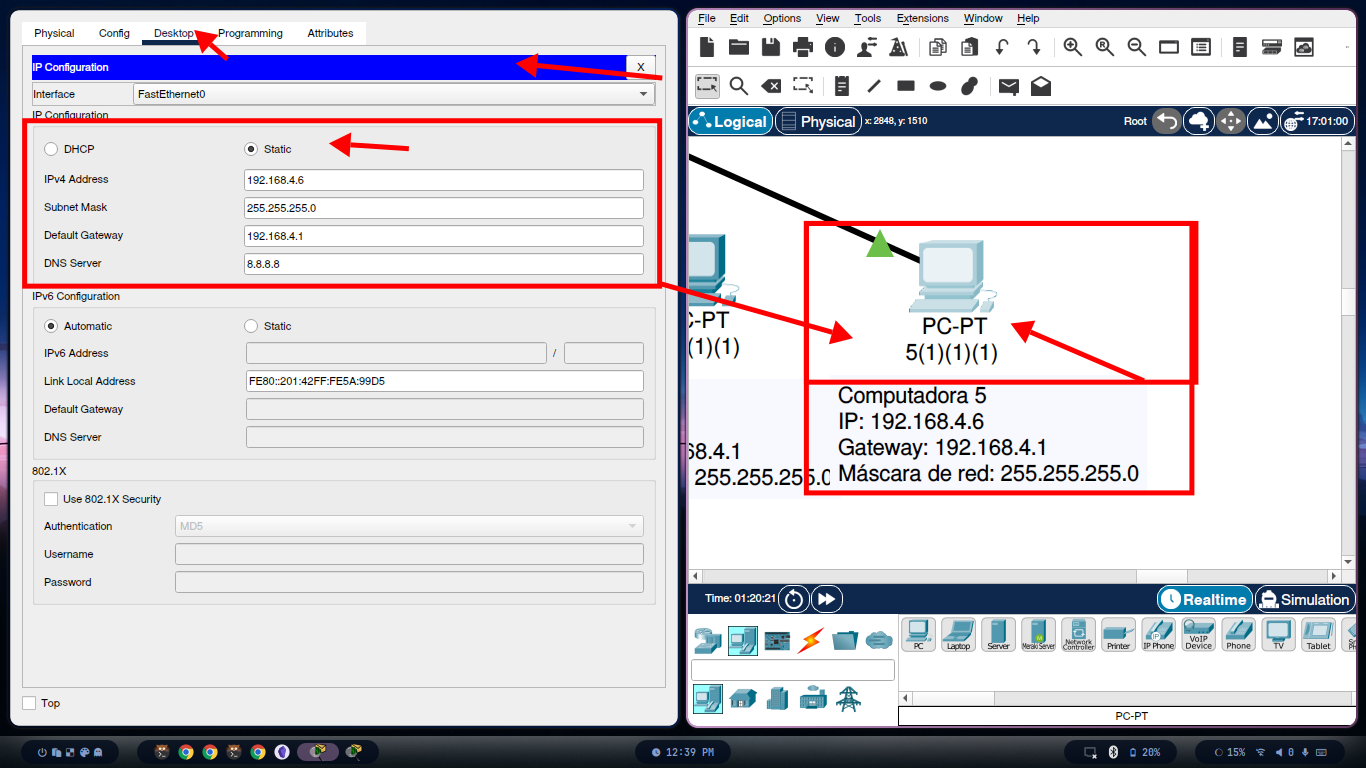 Physical Config Desktop Programming Attributes
IP Configuration X
Interface FastEthernet0
IP Configuration
DHCP Static
IPv4 Address 192.168.4.6
Subnet Mask 255.255.255.0
Default Gateway 192.168.4.1
DNS Server 8.8.8.8
IPv6 Configuration
Automatic Static
IPv6 Address /
Link Local Address FE80::201:42FF:FE5A:99D5
Default Gateway
DNS Server
802.1X
Use 802.1X Security
Authentication MD5
Username
Password
Top
File Edit Options View Tools Extensions Window Help
Logical Physical x: 2848, y: 1510 Root 17:01:00
C-PT
(1)(1)
PC-PT
5(1)(1)(1)
68.4.1
255.255.255.0
Computadora 5
IP: 192.168.4.6
Gateway: 192.168.4.1
Máscara de red: 255.255.255.0
Time: 01:20:21 Realtime Simulation
PC Laptop Server Meraki Server Network Controller Printer IP Phone VoIP Device Phone TV Tablet
PC-PT
12:39 PM 20% 15% 0